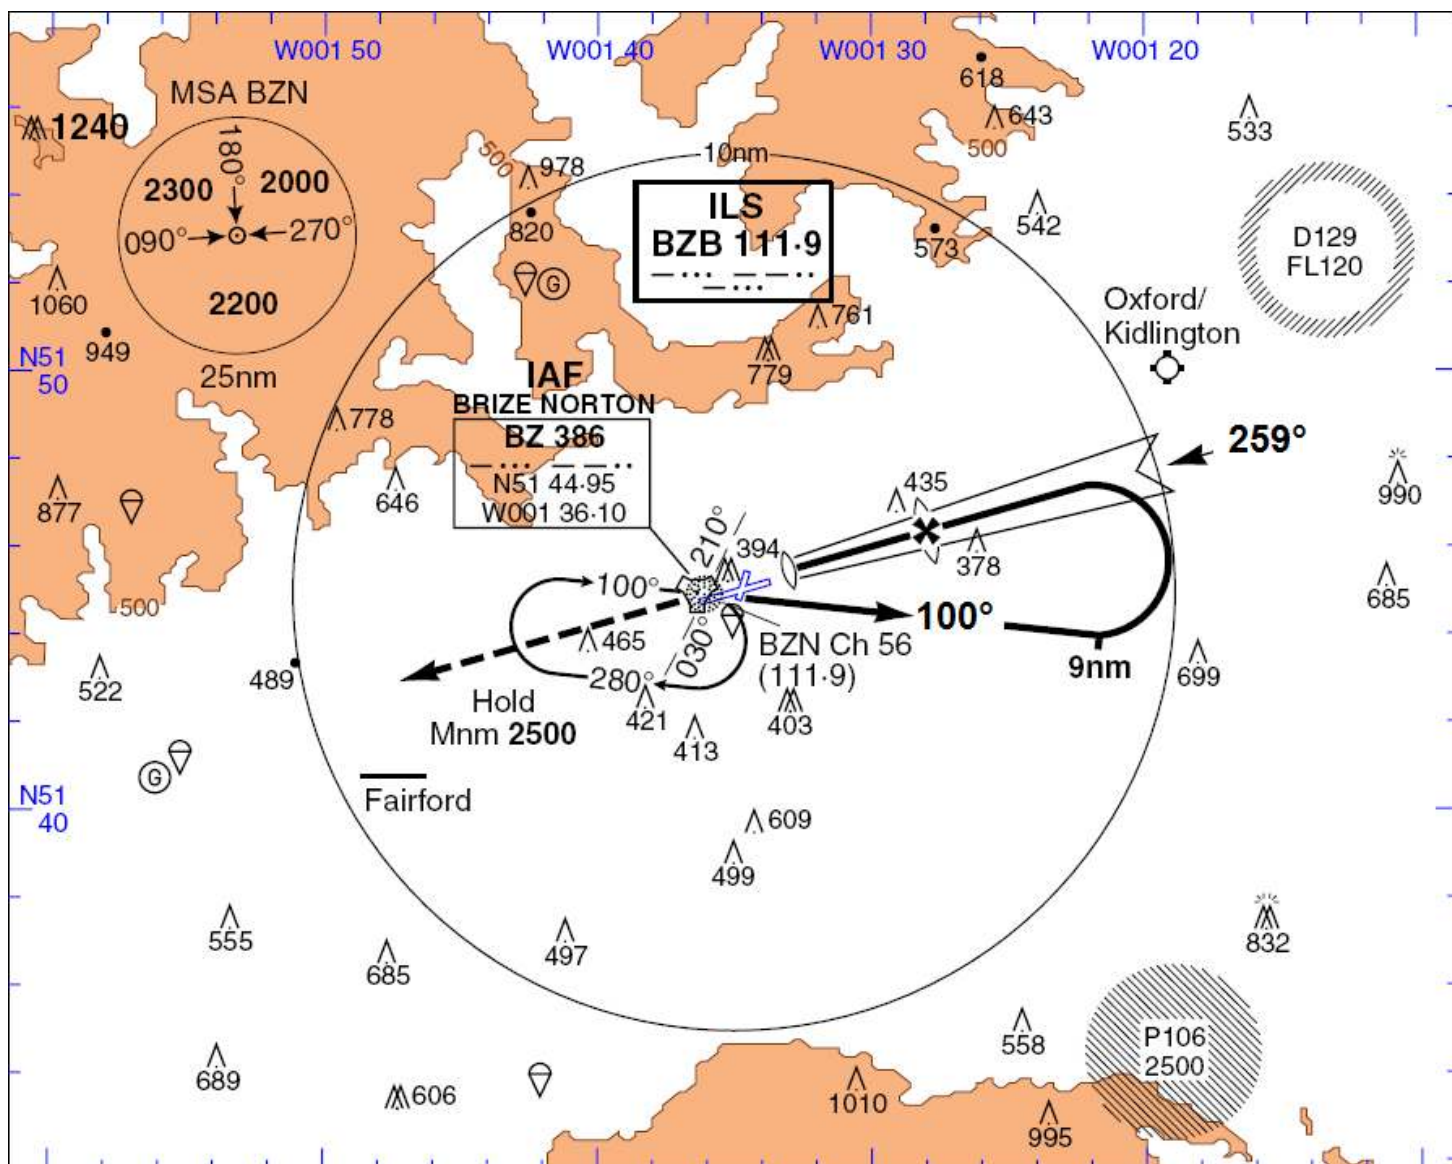 W001 50
W001 40
W001 30
W001 20
MSA BZN
1240
180°
2300
2000
090°
270°
2200
25nm
1060
949
N51
50
500
978
820
G
10nm
ILS
BZB 111·9
618
643
500
542
573
533
D129
FL120
761
779
Oxford/
Kidlington
IAF
BRIZE NORTON
BZ 386
N51 44·95
W001 36·10
778
646
877
500
259°
990
435
378
394
210°
100°
100°
685
9nm
699
BZN Ch 56
(111·9)
030°
465
280°
421
413
403
489
522
Hold
Mnm 2500
G
Fairford
N51
40
609
499
555
685
497
832
689
606
558
P106
2500
1010
995